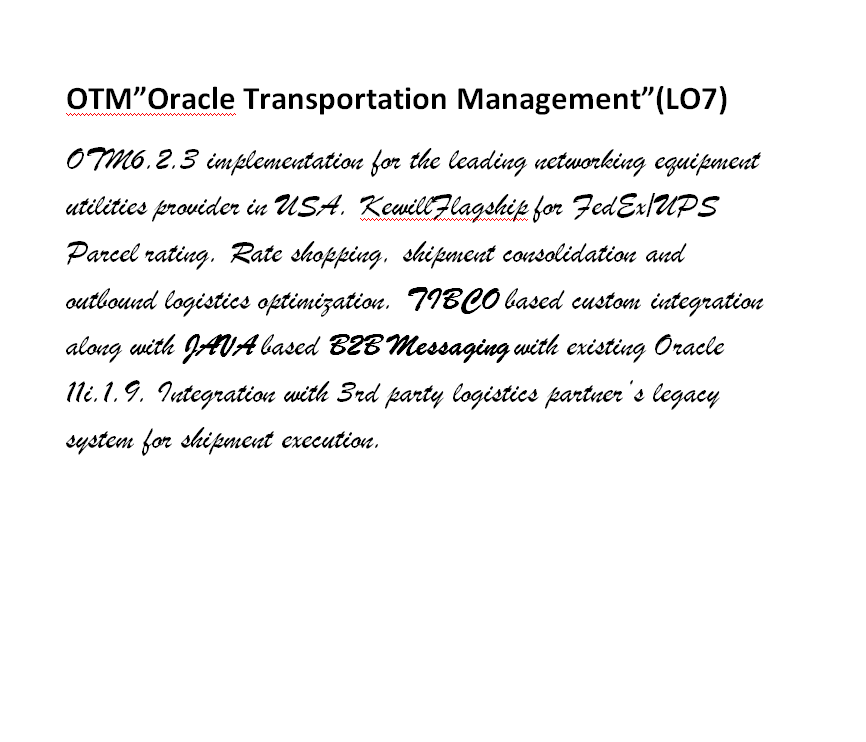 OTM”Oracle Transportation Management”(LO7)
OTM6.2.3 implementation for the leading networking equipment
utilities provider in USA. KewillFlagship for FedEx/UPS
Parcel rating. Rate shopping, shipment consolidation and
outbound logistics optimization. TIBCO based custom integration
along with JAVA based B2B Messaging with existing Oracle
11i.1.9. Integration with 3rd party logistics partner's legacy
system for shipment execution.